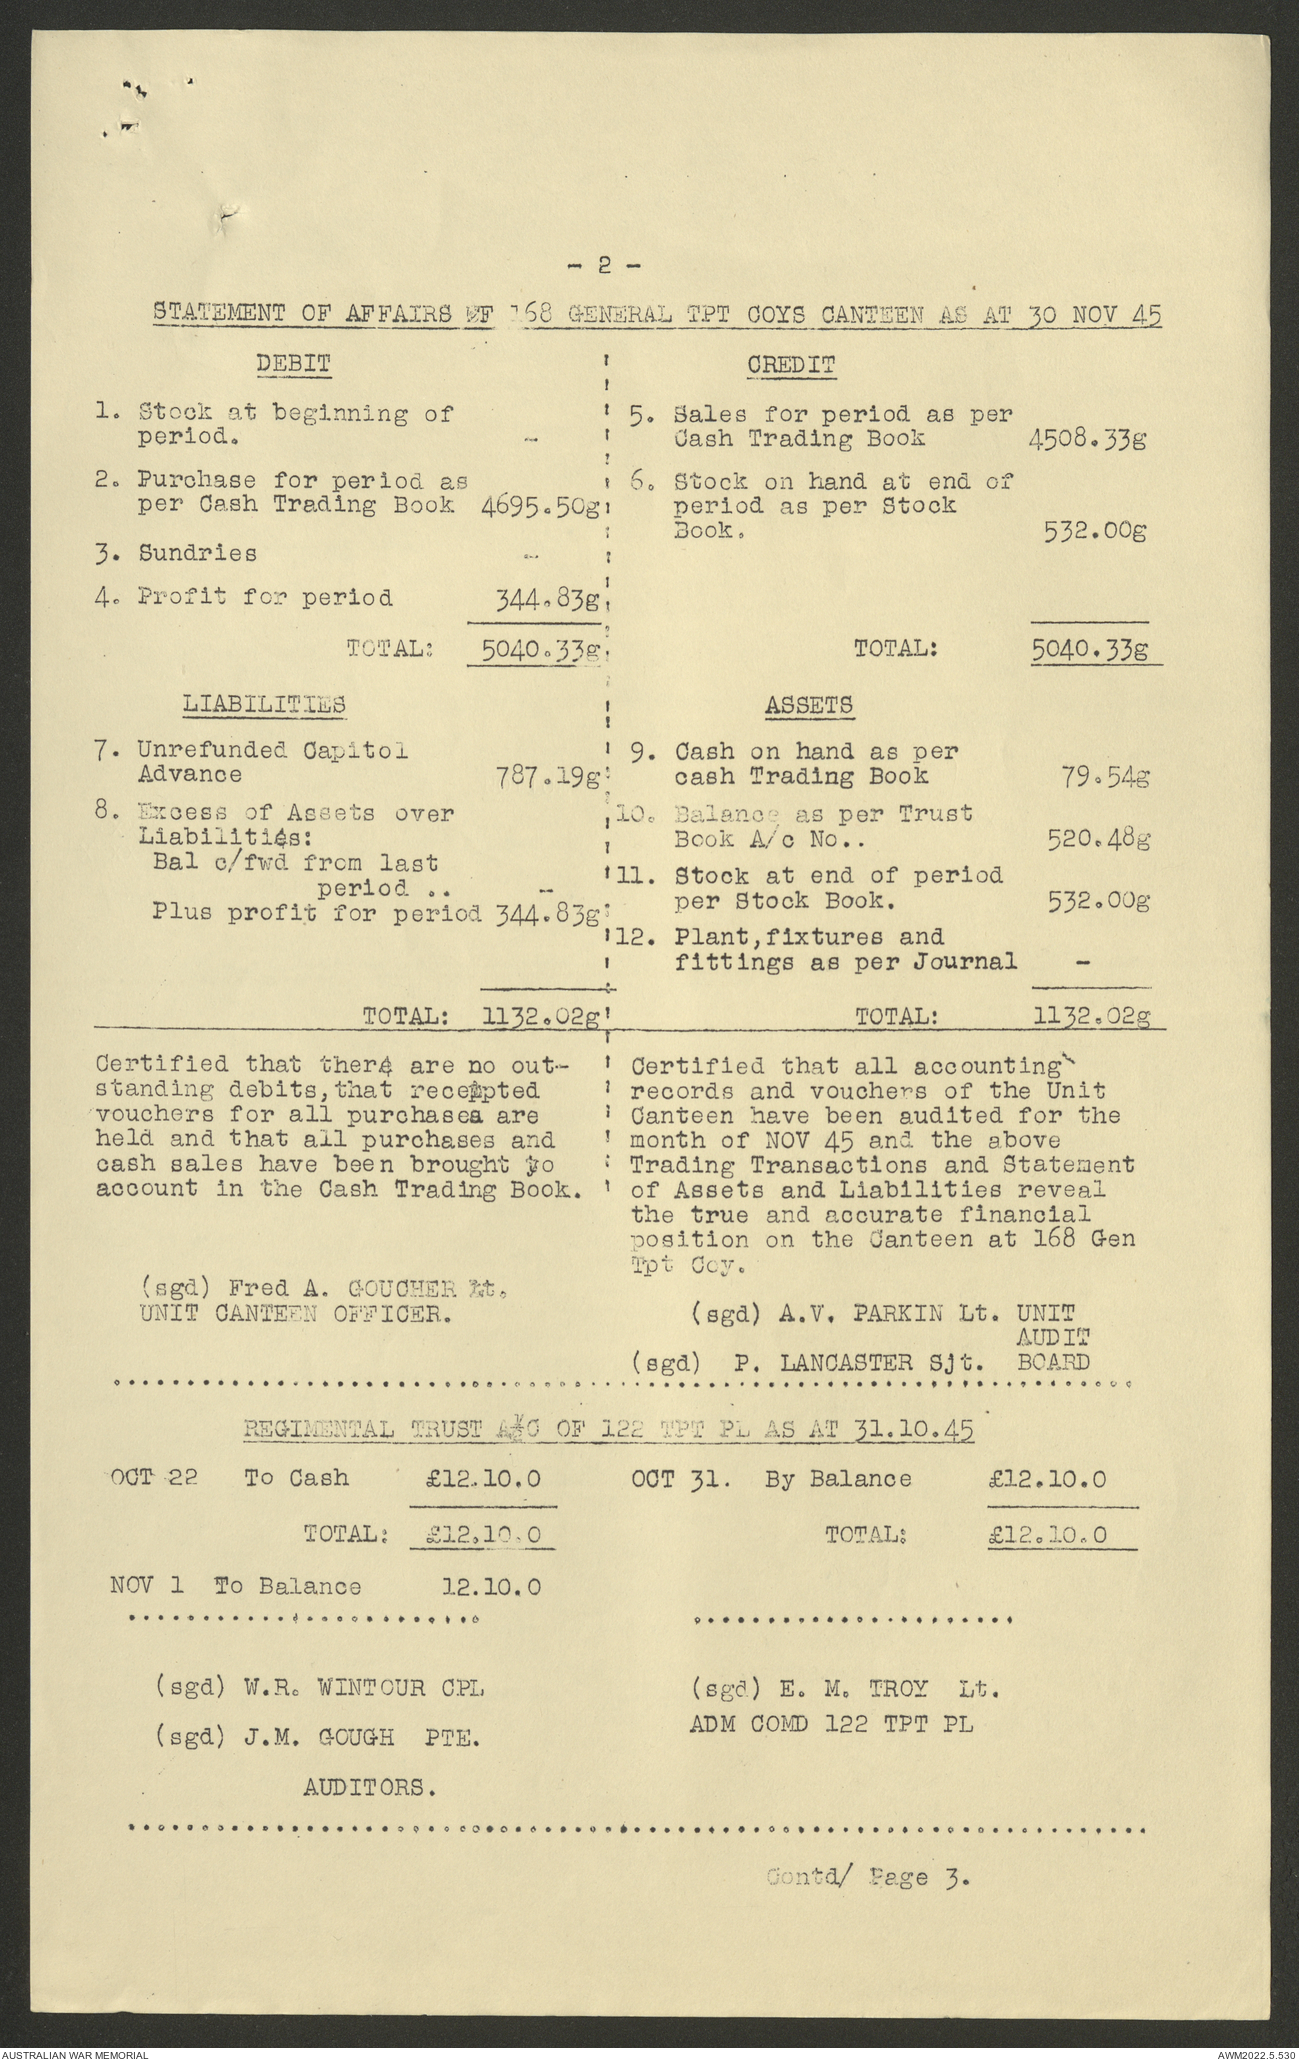 - 2 -
STATEMENT OF AFFAIRS OF 168 GENERAL TPT COYS CANTEEN AS AT 30 NOV 45
DEBIT
1. Stock at beginning of
period. -
2. Purchase for period as
per Cash Trading Book 4695.50g
3. Sundries -
4. Profit for period 344.83g
TOTAL: 5040.33g
CREDIT
5. Sales for period as per
Cash Trading Book 4508.33g
6. Stock on hand at end of
period as per Stock
Book. 532.00g
TOTAL: 5040.33g
LIABILITIES
7. Unrefunded Capitol
Advance 787.19g
8. Excess of Assets over
Liabilities:
Bal c/fwd from last
period .. -
Plus profit for period 344.83g
TOTAL: 1132.02g
ASSETS
9. Cash on hand as per
cash Trading Book 79.54g
10. Balance as per Trust
Book A/c No.. 520.48g
11. Stock at end of period
per Stock Book. 532.00g
12. Plant,fixtures and
fittings as per Journal -
TOTAL: 1132.02g
Certified that there are no out-
standing debits,that receipted
vouchers for all purchases are
held and that all purchases and
cash sales have been brought to
account in the Cash Trading Book.
(sgd) Fred A. GOUCHER Lt.
UNIT CANTEEN OFFICER.
Certified that all accounting
records and vouchers of the Unit
Canteen have been audited for the
month of NOV 45 and the above
Trading Transactions and Statement
of Assets and Liabilities reveal
the true and accurate financial
position on the Canteen at 168 Gen
Tpt Coy.
(sgd) A.V. PARKIN Lt. UNIT
AUDIT
(sgd) P. LANCASTER Sjt. BOARD
REGIMENTAL TRUST A/C OF 122 TPT PL AS AT 31.10.45
OCT 22 To Cash £12.10.0 OCT 31. By Balance £12.10.0
TOTAL: £12.10.0 TOTAL: £12.10.0
NOV 1 To Balance 12.10.0
(sgd) W.R. WINTOUR CPL
(sgd) J.M. GOUGH PTE.
AUDITORS.
(sgd) E. M. TROY Lt.
ADM COMD 122 TPT PL
Contd/ Page 3.
AUSTRALIAN WAR MEMORIAL AWM2022.5.530